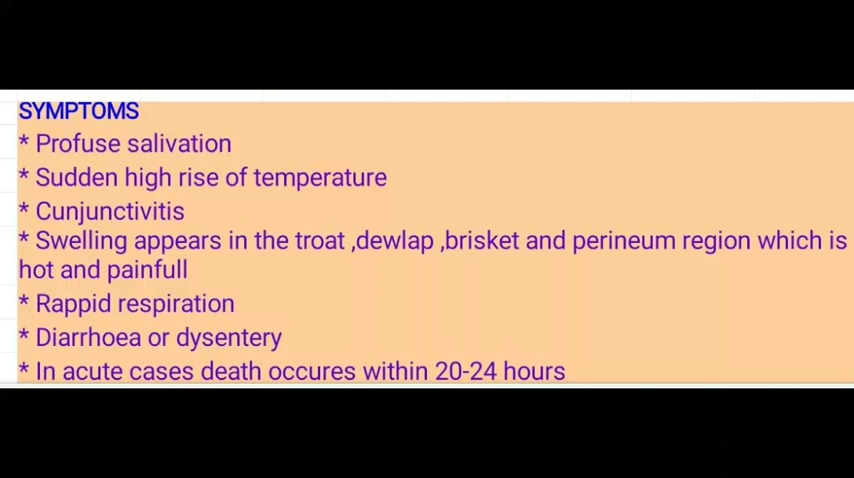 SYMPTOMS
* Profuse salivation
* Sudden high rise of temperature
* Cunjunctivitis
* Swelling appears in the troat ,dewlap ,brisket and perineum region which is
hot and painfull
* Rappid respiration
* Diarrhoea or dysentery
* In acute cases death occures within 20-24 hours